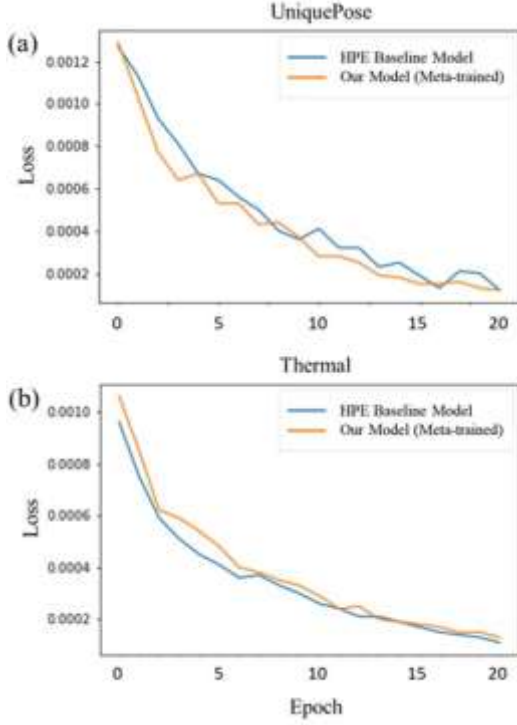 UniquePose
(a)
HPE Baseline Model
Our Model (Meta-trained)
0.0012
0.0010
0.0008
0.0006
0.0004
0.0002
Loss
0 5 10 15 20
Thermal
(b)
HPE Baseline Model
Our Model (Meta-trained)
0.0010
0.0008
0.0006
0.0004
0.0002
Loss
0 5 10 15 20
Epoch